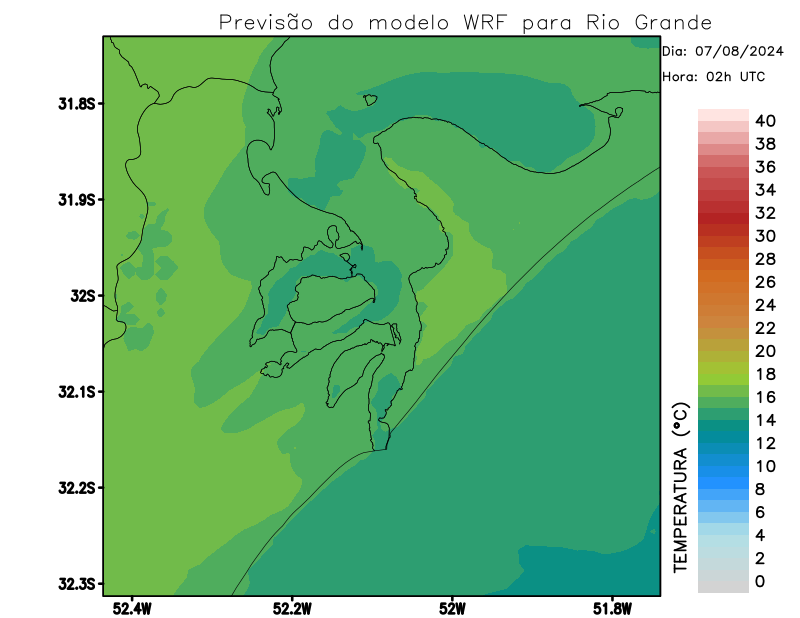 Previsão do modelo WRF para Rio Grande
Dia: 07/08/2024
Hora: 02h UTC
31.8S
31.9S
32S
32.1S
32.2S
32.3S
52.4W
52.2W
52W
51.8W
TEMPERATURA (°C)
40
38
36
34
32
30
28
26
24
22
20
18
16
14
12
10
8
6
4
2
0